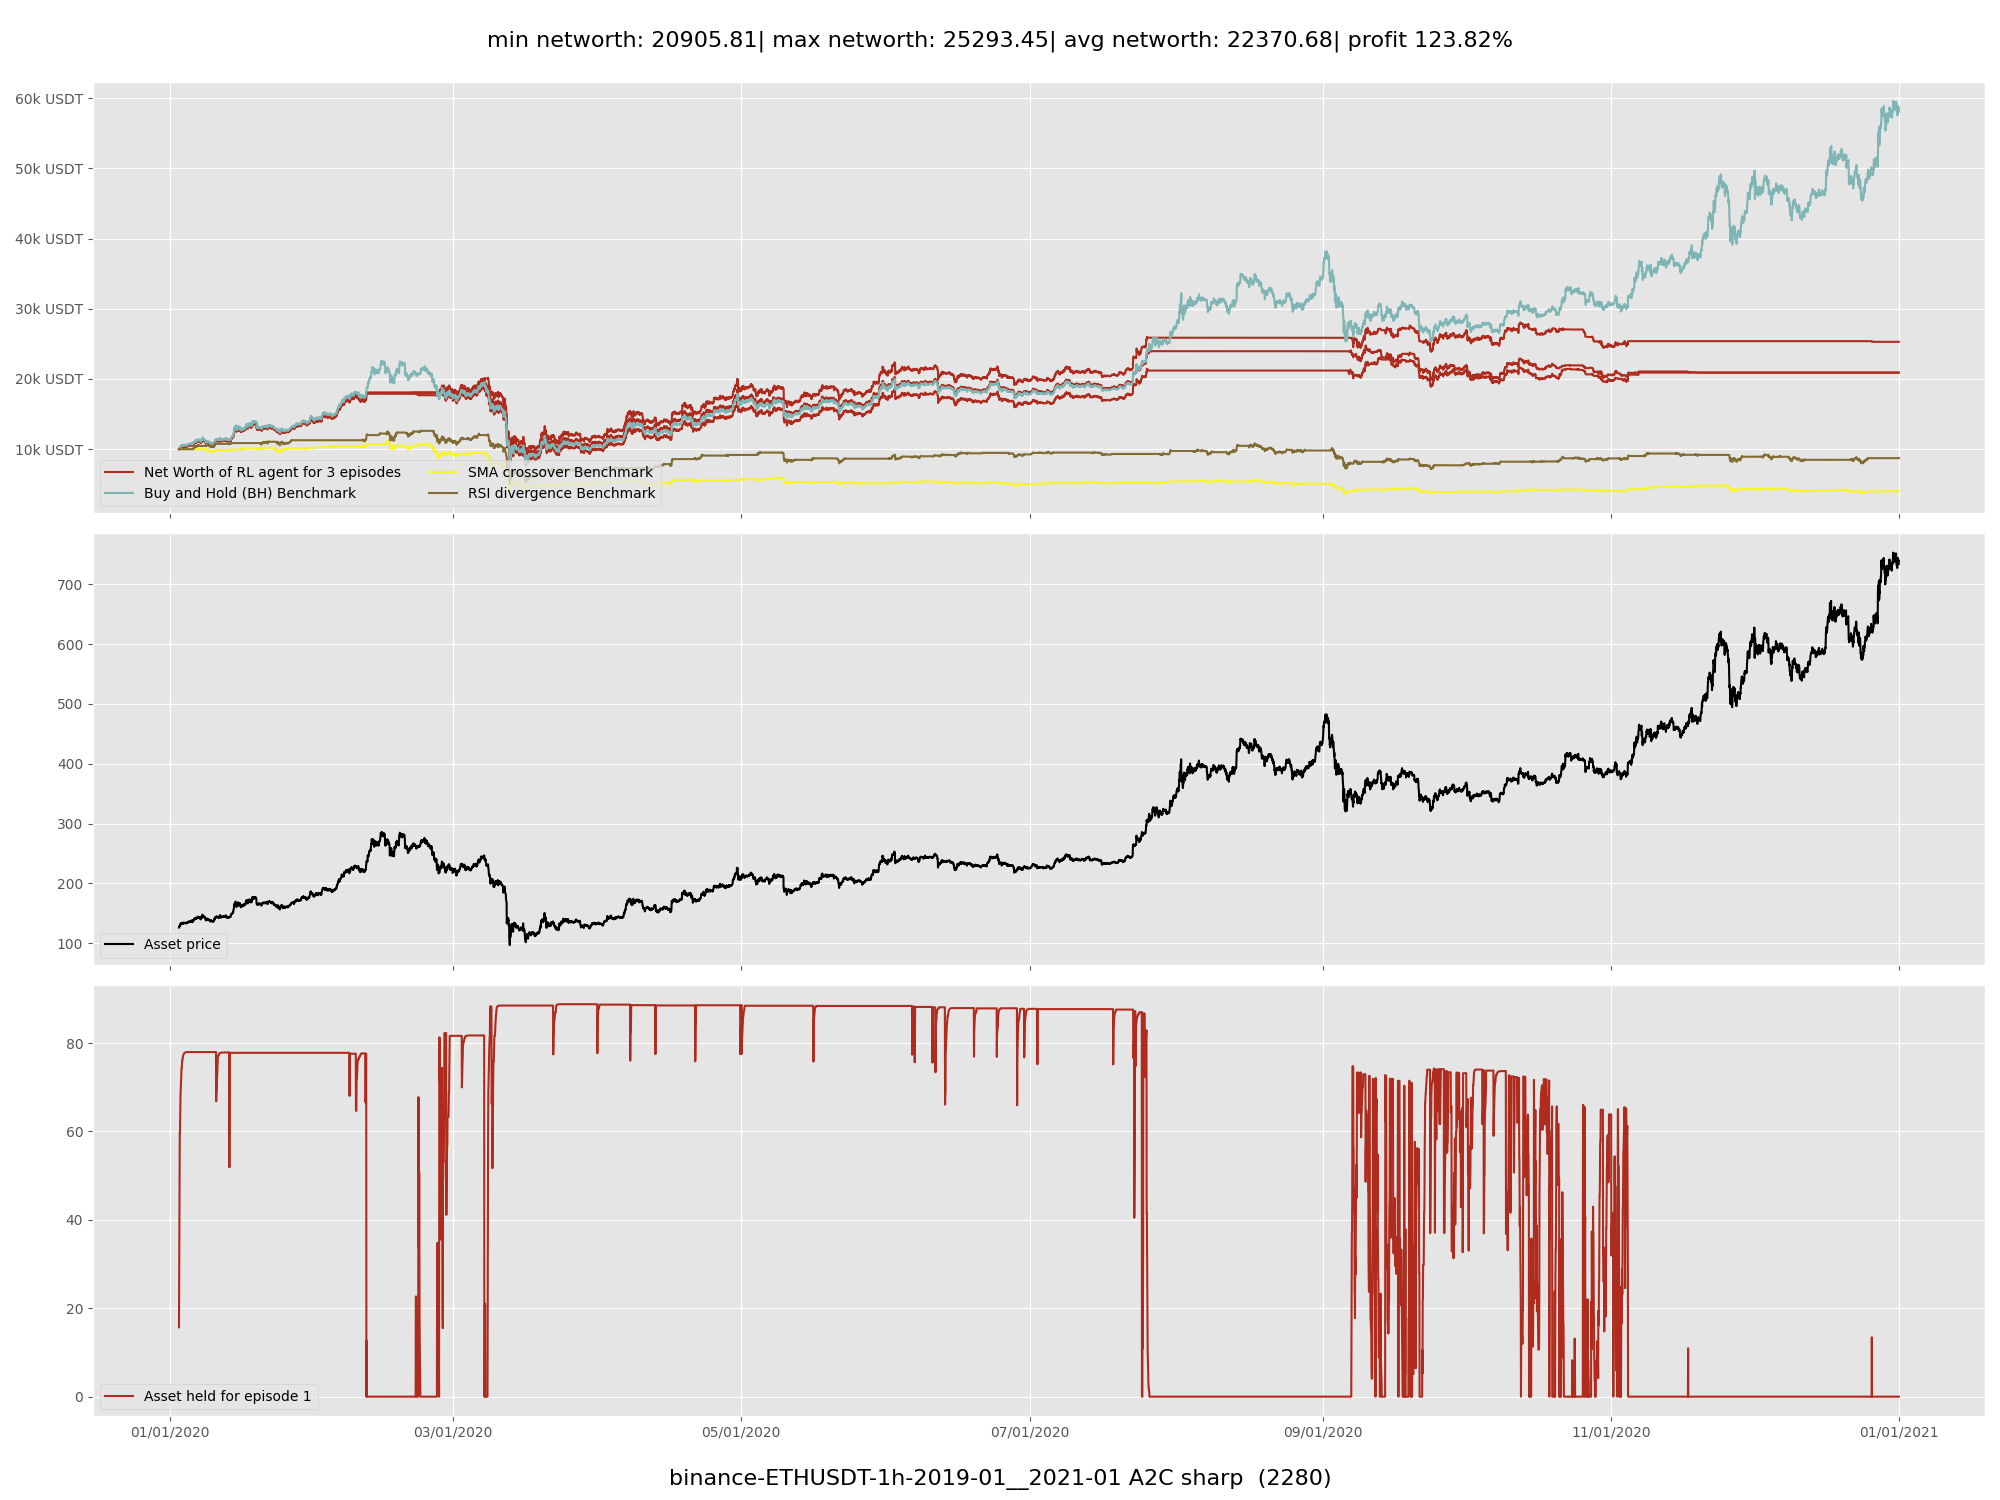 min networth: 20905.81| max networth: 25293.45| avg networth: 22370.68| profit 123.82%
60k USDT
50k USDT
40k USDT
30k USDT
20k USDT
10k USDT
Net Worth of RL agent for 3 episodes
Buy and Hold (BH) Benchmark
SMA crossover Benchmark
RSI divergence Benchmark
700
600
500
400
300
200
100
Asset price
80
60
40
20
0
Asset held for episode 1
01/01/2020 03/01/2020 05/01/2020 07/01/2020 09/01/2020 11/01/2020 01/01/2021
binance-ETHUSDT-1h-2019-01__2021-01 A2C sharp (2280)